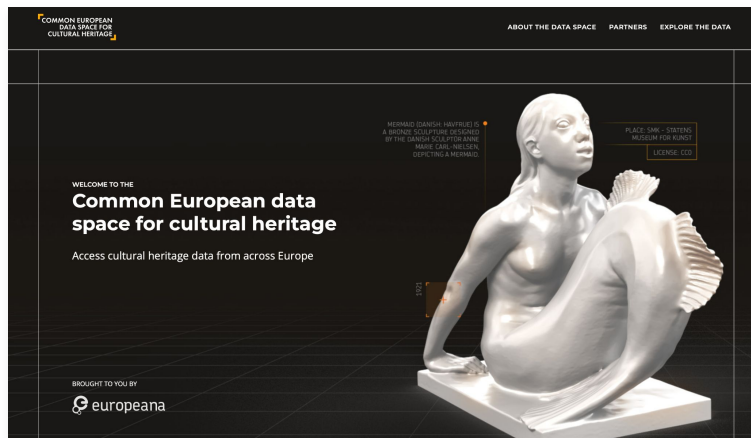 COMMON EUROPEAN
DATA SPACE FOR
CULTURAL HERITAGE
ABOUT THE DATA SPACE PARTNERS EXPLORE THE DATA
MERMAID (DANISH: HAVFRUE) IS
A BRONZE SCULPTURE DESIGNED
BY THE DANISH SCULPTOR ANNE
MARIE CARL-NIELSEN,
DEPICTING A MERMAID.
PLACE: SMK - STATENS
MUSEUM FOR KUNST
LICENSE: CC0
WELCOME TO THE
Common European data
space for cultural heritage
Access cultural heritage data from across Europe
1921
BROUGHT TO YOU BY
europeana